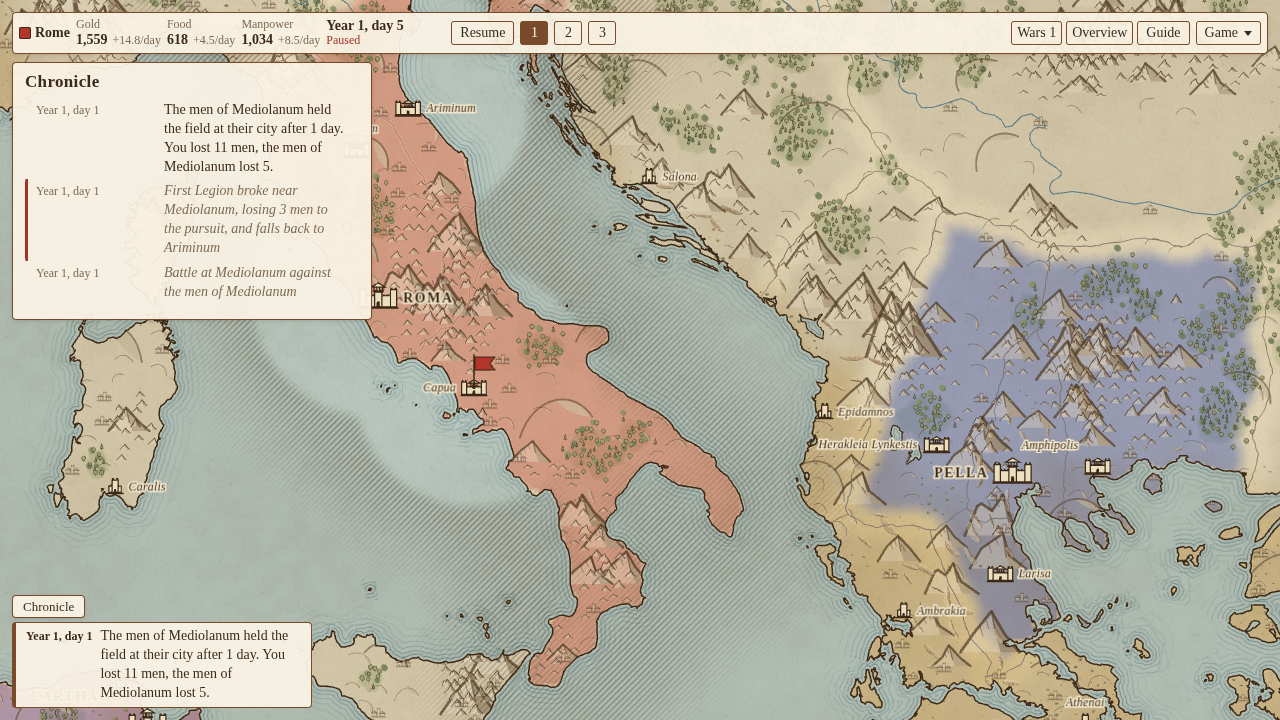 Rome
Gold
1,559 +14.8/day
Food
618 +4.5/day
Manpower
1,034 +8.5/day
Year 1, day 5
Paused
Resume
1
2
3
Wars 1
Overview
Guide
Game
Chronicle
Year 1, day 1
The men of Mediolanum held
the field at their city after 1 day.
You lost 11 men, the men of
Mediolanum lost 5.
Year 1, day 1
First Legion broke near
Mediolanum, losing 3 men to
the pursuit, and falls back to
Ariminum
Year 1, day 1
Battle at Mediolanum against
the men of Mediolanum
Ariminum
Salona
ROMA
Capua
Epidamnos
Herakleia Lynkestis
Amphipolis
PELLA
Caralis
Larisa
Ambrakia
Athenai
Chronicle
Year 1, day 1
The men of Mediolanum held the
field at their city after 1 day. You
lost 11 men, the men of
Mediolanum lost 5.